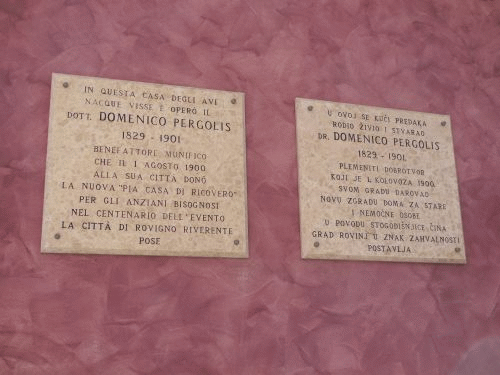 IN QUESTA CASA DEGLI AVI
NACQUE VISSE E OPERÒ IL
DOTT. DOMENICO PERGOLIS
1829 - 1901
BENEFATTORE MUNIFICO
CHE IL 1 AGOSTO 1900
ALLA SUA CITTÀ DONÒ
LA NUOVA "PIA CASA DI RICOVERO"
PER GLI ANZIANI BISOGNOSI
NEL CENTENARIO DELL'EVENTO
LA CITTÀ DI ROVIGNO RIVERENTE
POSE
U OVOJ SE KUĆI PREDAKA
RODIO ŽIVIO I STVARAO
DR. DOMENICO PERGOLIS
1829 - 1901
PLEMENITI DOBROTVOR
KOJI JE 1. KOLOVOZA 1900.
SVOM GRADU DAROVAO
NOVU ZGRADU DOMA ZA STARE
I NEMOĆNE OSOBE
U POVODU STOGODIŠNJICE ČINA
GRAD ROVINJ U ZNAK ZAHVALNOSTI
POSTAVLJA